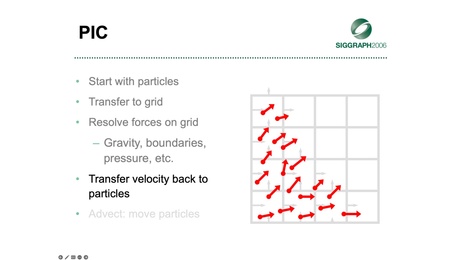 PIC
SIGGRAPH2006
• Start with particles
• Transfer to grid
• Resolve forces on grid
– Gravity, boundaries,
pressure, etc.
• Transfer velocity back to
particles
• Advect: move particles